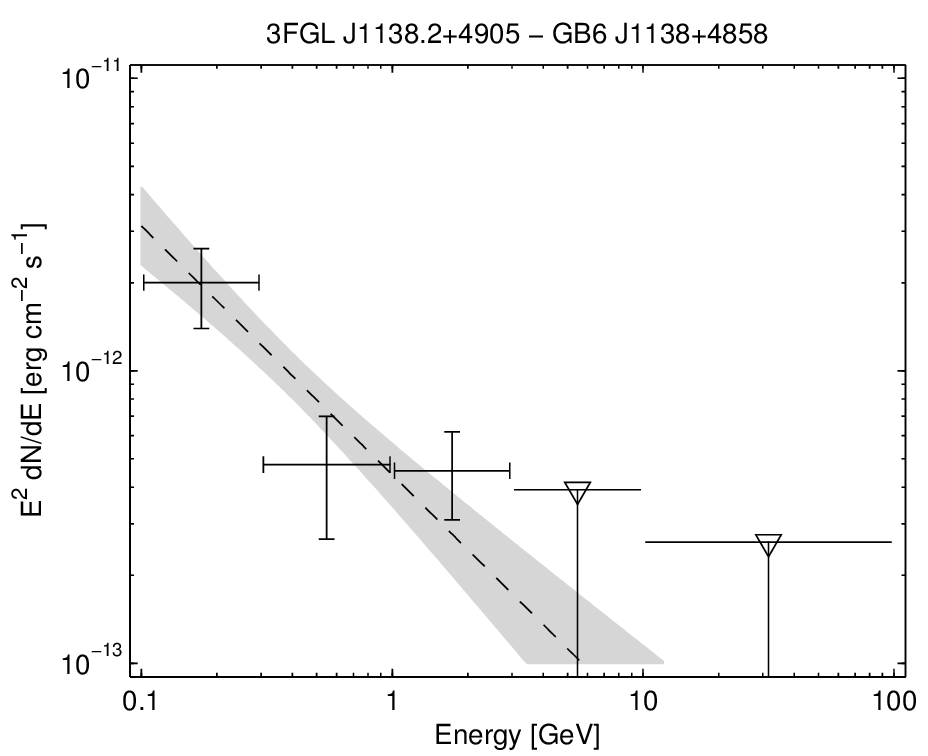 3FGL J1138.2+4905 − GB6 J1138+4858
E² dN/dE [erg cm⁻² s⁻¹]
10⁻¹¹
10⁻¹²
10⁻¹³
0.1 1 10 100
Energy [GeV]